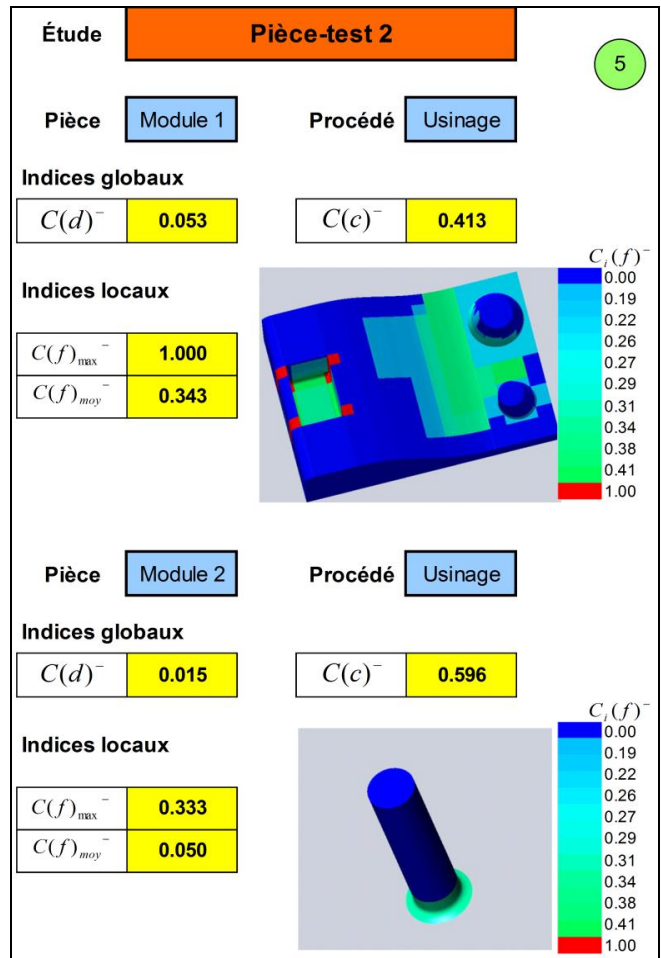 Étude Pièce-test 2
5
Pièce Module 1 Procédé Usinage
Indices globaux
C(d)⁻ 0.053 C(c)⁻ 0.413
Indices locaux
C(f)max⁻ 1.000
C(f)moy⁻ 0.343
Ci(f)⁻
0.00
0.19
0.22
0.26
0.27
0.29
0.31
0.34
0.38
0.41
1.00
Pièce Module 2 Procédé Usinage
Indices globaux
C(d)⁻ 0.015 C(c)⁻ 0.596
Indices locaux
C(f)max⁻ 0.333
C(f)moy⁻ 0.050
Ci(f)⁻
0.00
0.19
0.22
0.26
0.27
0.29
0.31
0.34
0.38
0.41
1.00